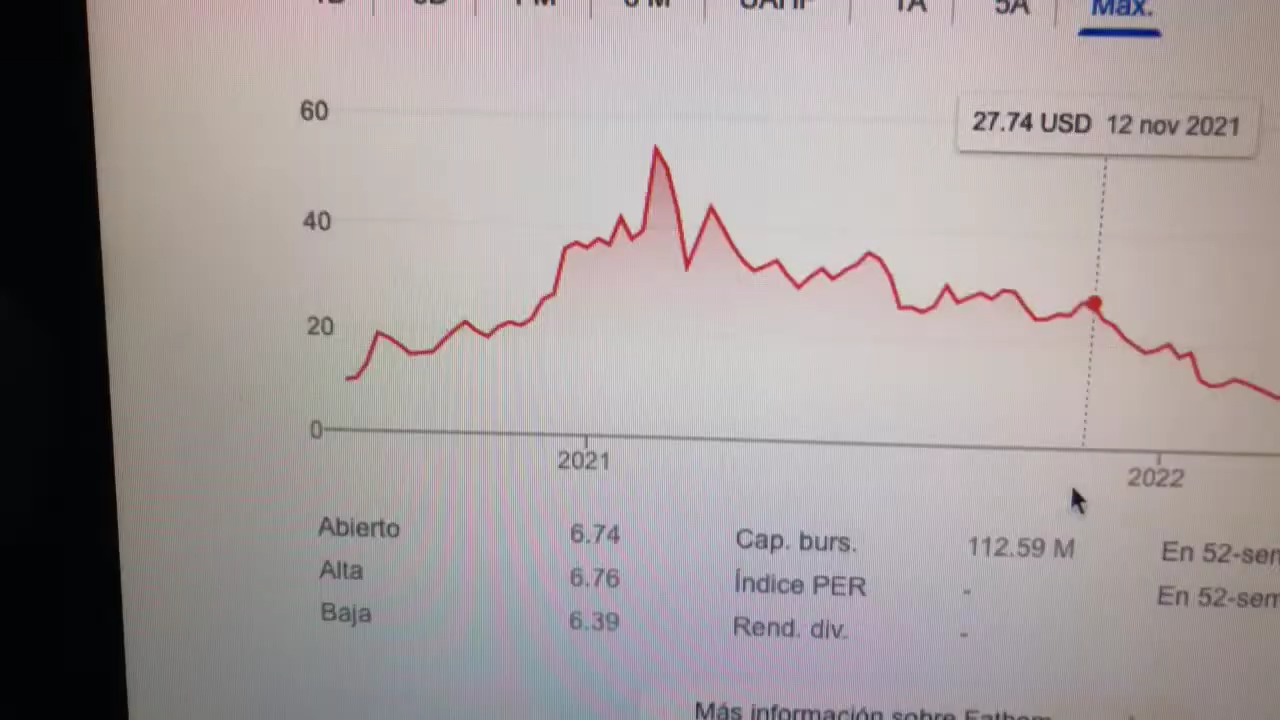 1A 5A Máx.
27.74 USD 12 nov 2021
60
40
20
0
2021 2022
Abierto 6.74 Cap. burs. 112.59 M En 52-sem
Alta 6.76 Índice PER - En 52-sem
Baja 6.39 Rend. div. -
Más información sobre